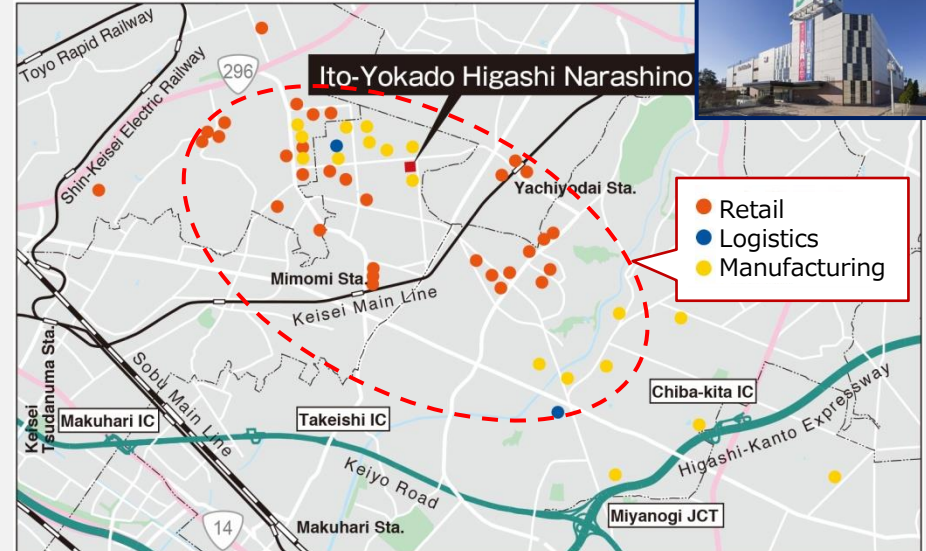 Toyo Rapid Railway
296
Ito-Yokado Higashi Narashino
Shin-Keisei Electric Railway
Yachiyodai Sta.
Retail
Logistics
Manufacturing
Mimomi Sta.
Keisei Main Line
Keisei
Tsudanuma Sta.
Sobu Main Line
Makuhari IC
Takeishi IC
Chiba-kita IC
Higashi-Kanto Expressway
Keiyo Road
Miyanogi JCT
14
Makuhari Sta.